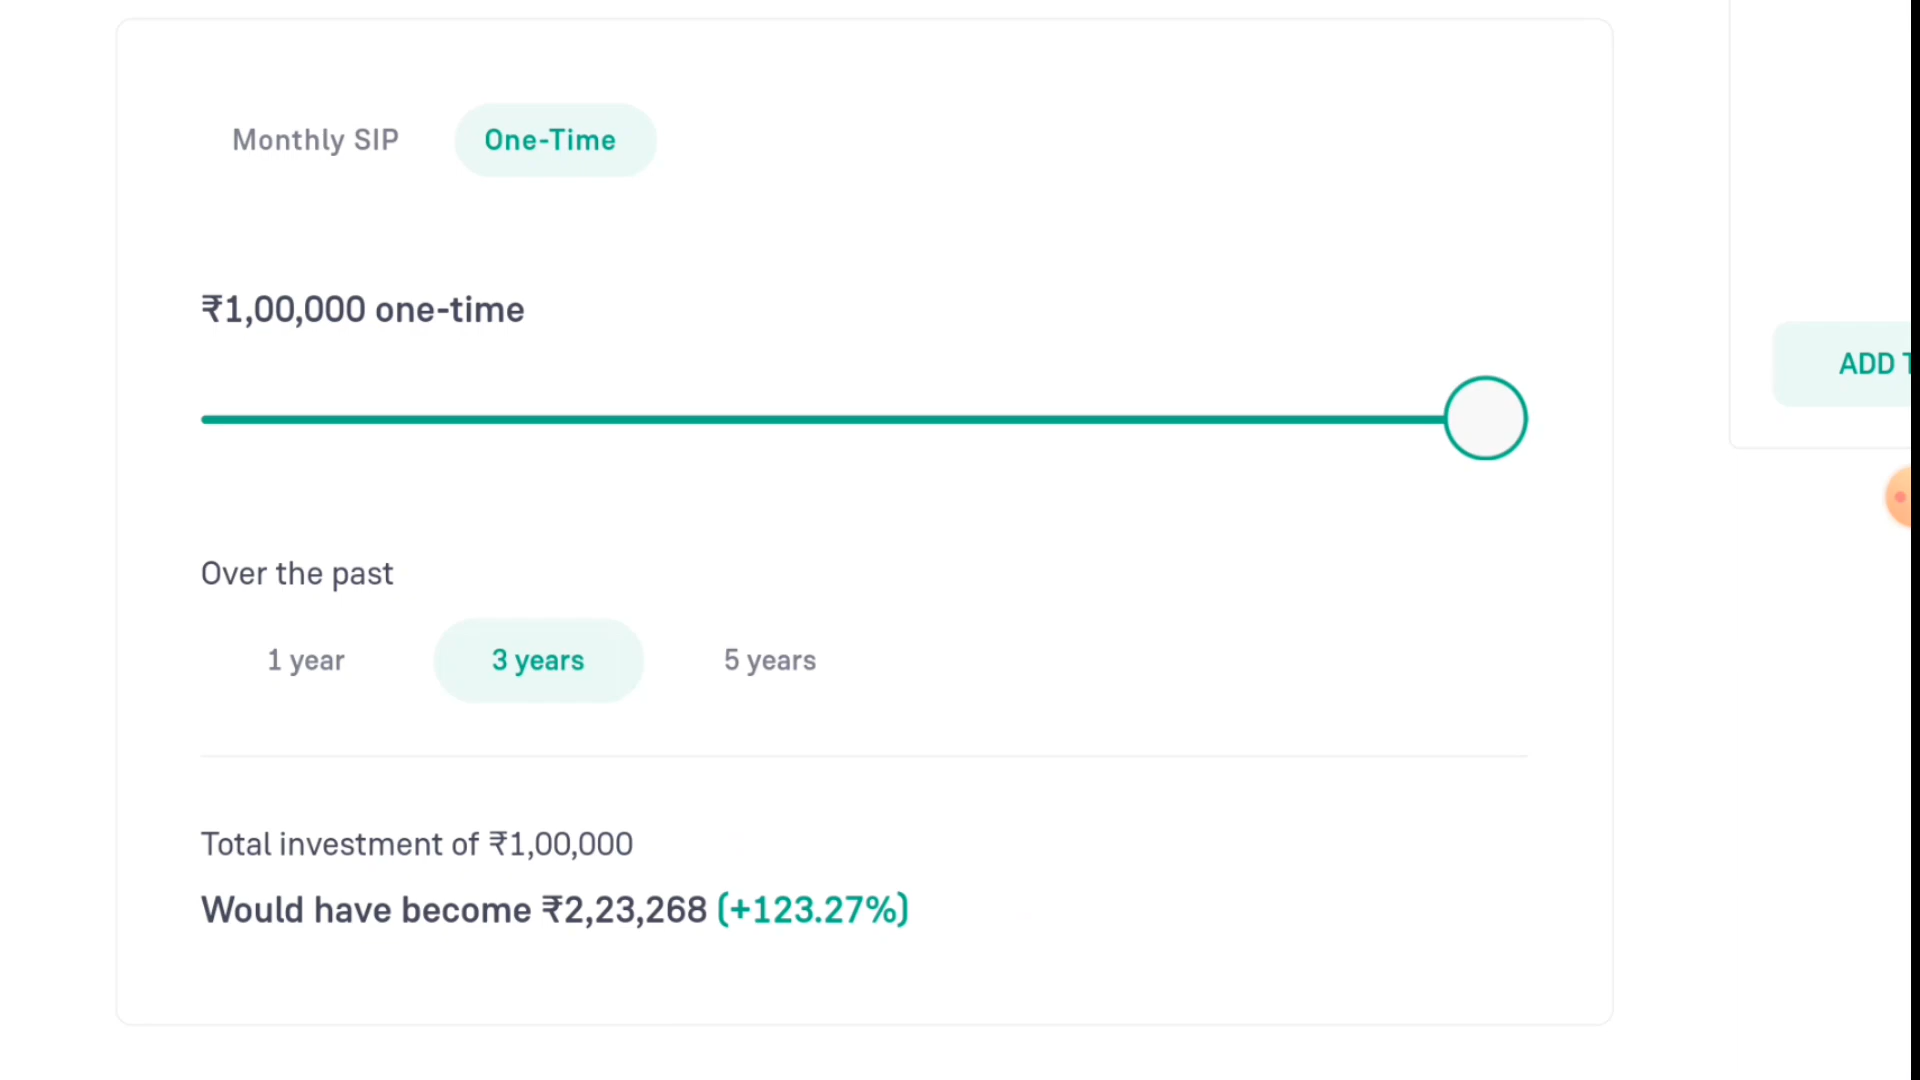 Monthly SIP One-Time
₹1,00,000 one-time
ADD
Over the past
1 year 3 years 5 years
Total investment of ₹1,00,000
Would have become ₹2,23,268 (+123.27%)